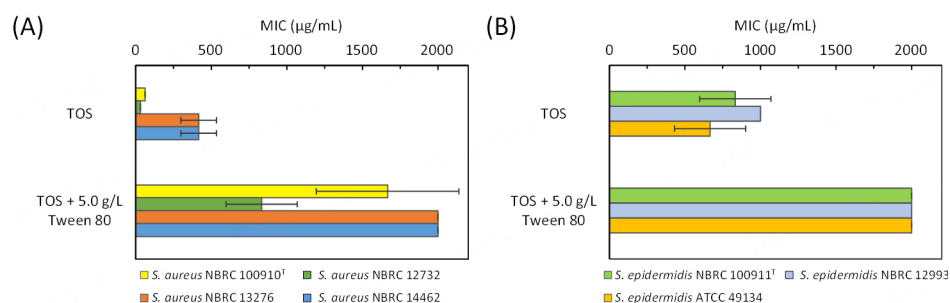 (A)
MIC (µg/mL)
0 500 1000 1500 2000
TOS
TOS + 5.0 g/L
Tween 80
S. aureus NBRC 100910ᵀ S. aureus NBRC 12732
S. aureus NBRC 13276 S. aureus NBRC 14462
(B)
MIC (µg/mL)
0 500 1000 1500 2000
TOS
TOS + 5.0 g/L
Tween 80
S. epidermidis NBRC 100911ᵀ S. epidermidis NBRC 12993
S. epidermidis ATCC 49134